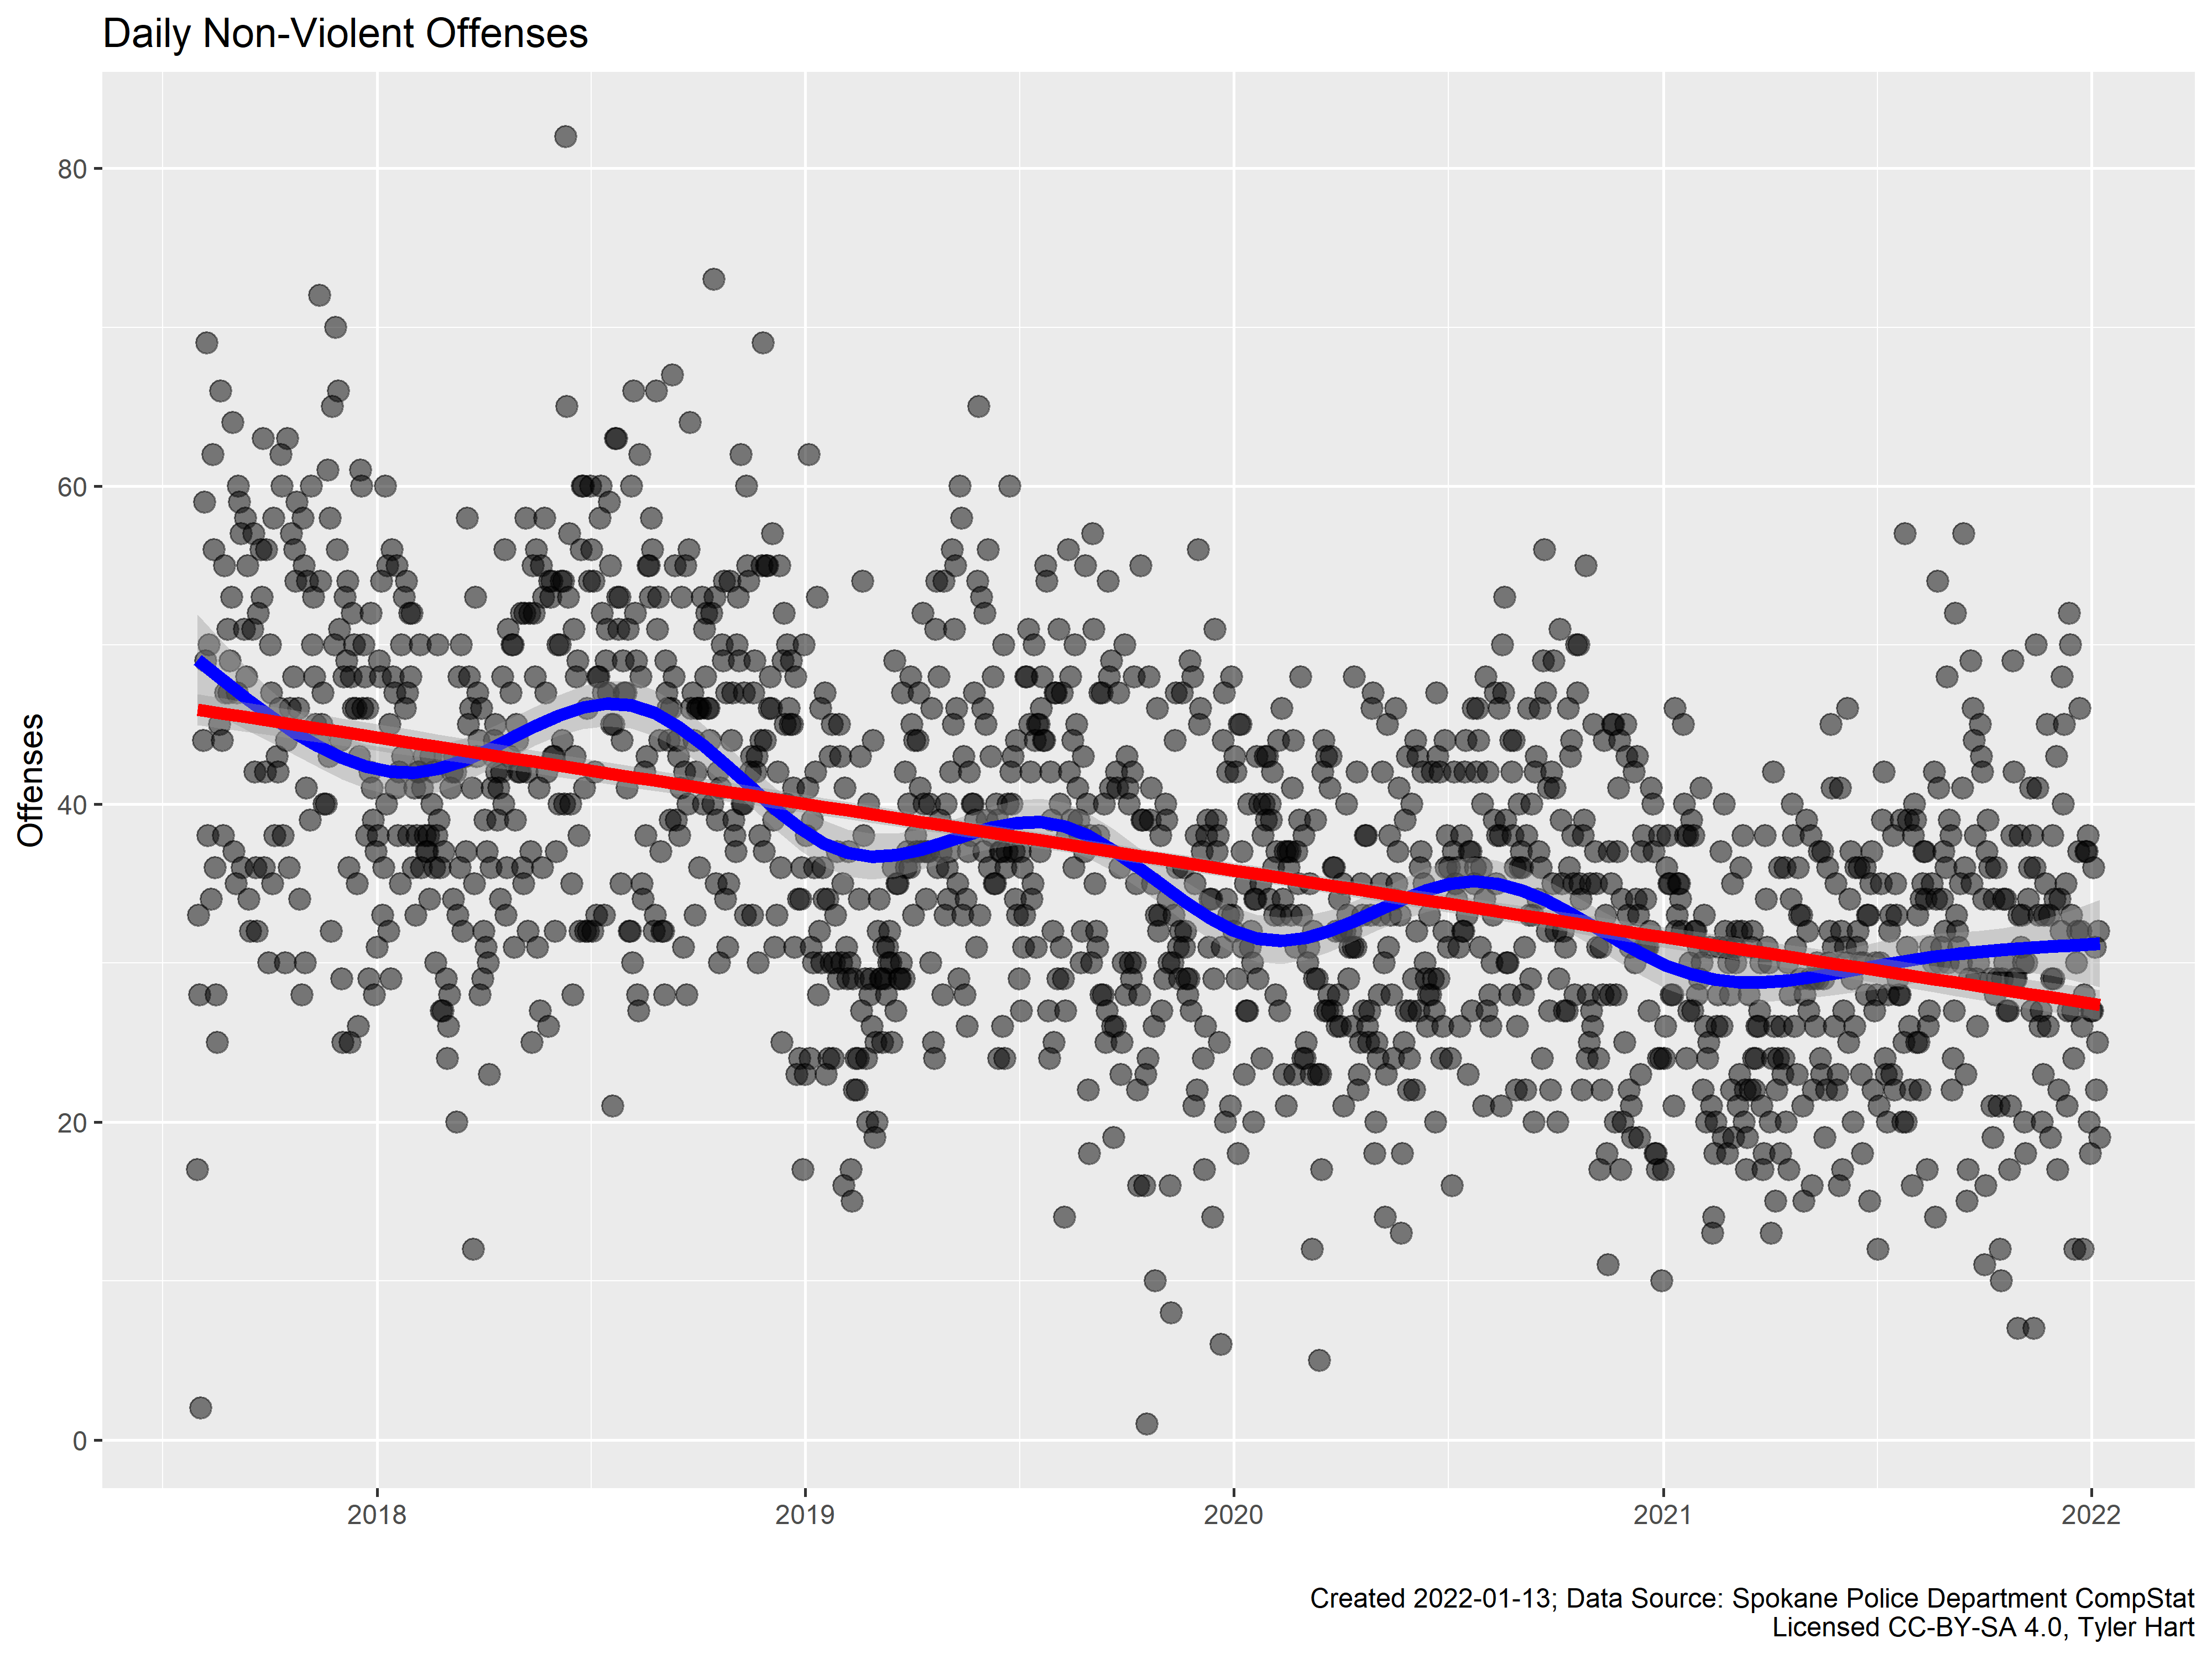 Daily Non-Violent Offenses
80
60
40
20
0
Offenses
2018 2019 2020 2021 2022
Created 2022-01-13; Data Source: Spokane Police Department CompStat
Licensed CC-BY-SA 4.0, Tyler Hart